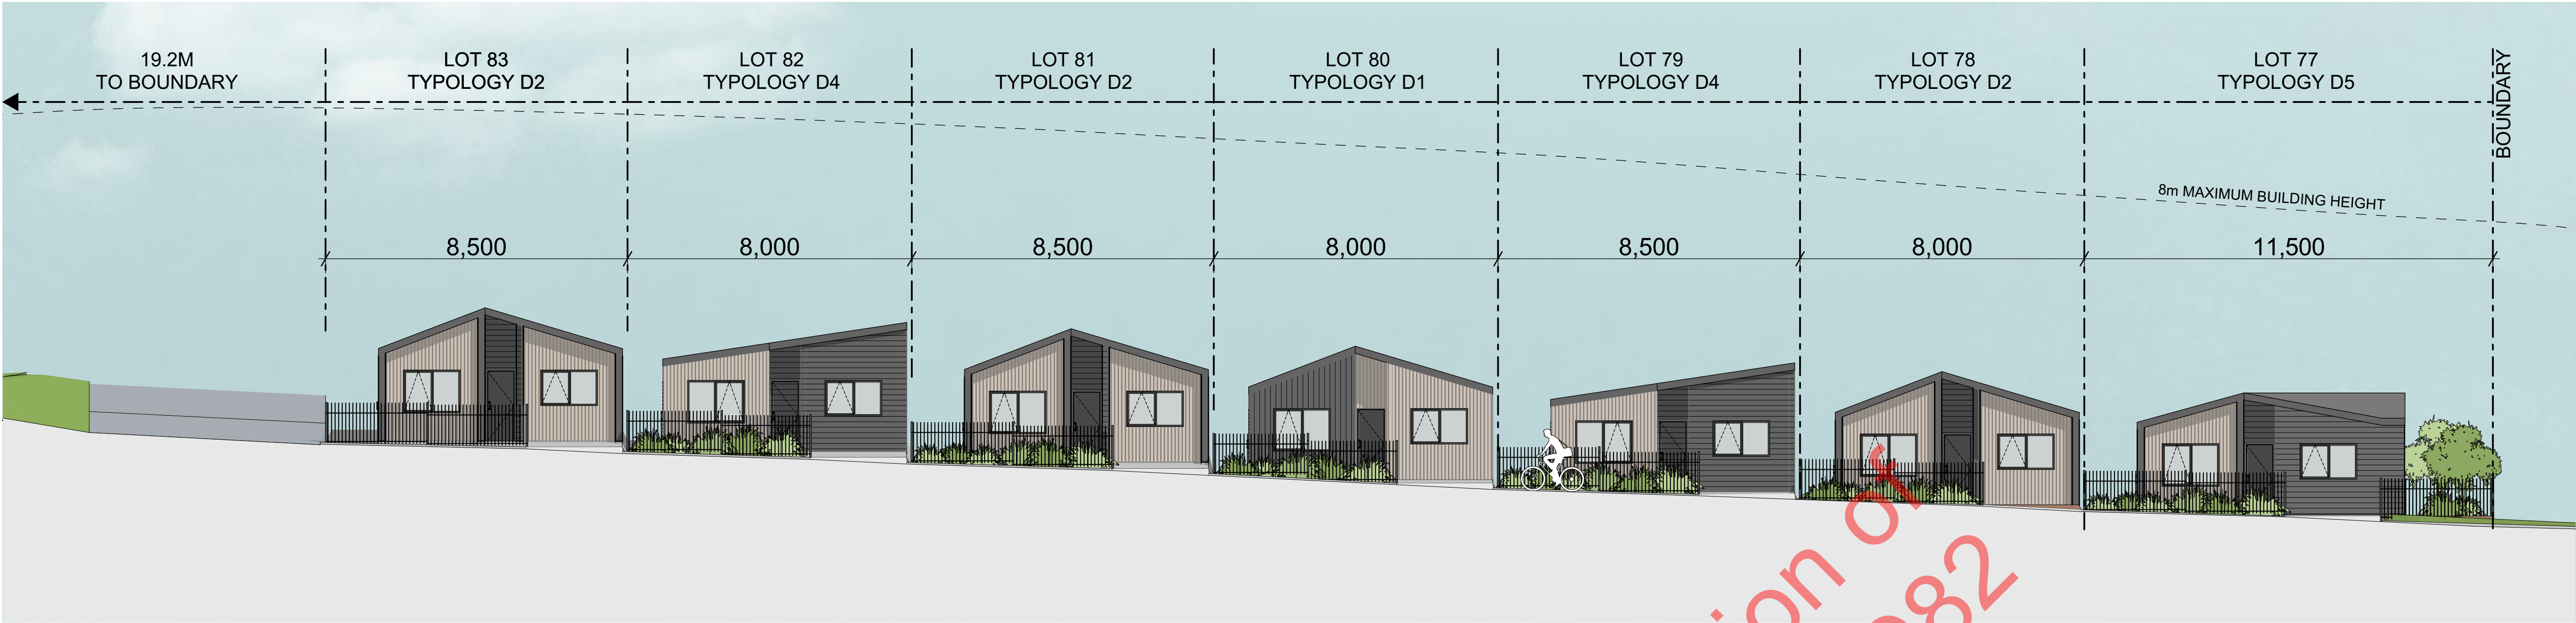 19.2M
TO BOUNDARY
LOT 83
TYPOLOGY D2
LOT 82
TYPOLOGY D4
LOT 81
TYPOLOGY D2
LOT 80
TYPOLOGY D1
LOT 79
TYPOLOGY D4
LOT 78
TYPOLOGY D2
LOT 77
TYPOLOGY D5
BOUNDARY
8m MAXIMUM BUILDING HEIGHT
8,500
8,000
8,500
8,000
8,500
8,000
11,500
of
982